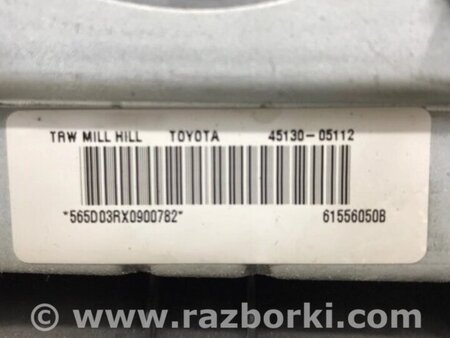 TRW MILL HILL TOYOTA 45130-05112
*565D03RX0900782* 61556050B
www.razborki.com